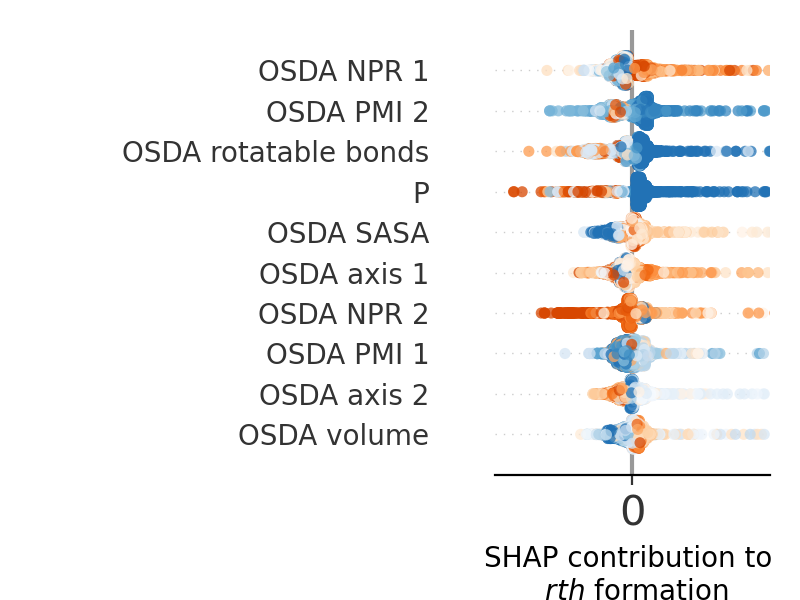 OSDA NPR 1
OSDA PMI 2
OSDA rotatable bonds
P
OSDA SASA
OSDA axis 1
OSDA NPR 2
OSDA PMI 1
OSDA axis 2
OSDA volume
0
SHAP contribution to
rth formation